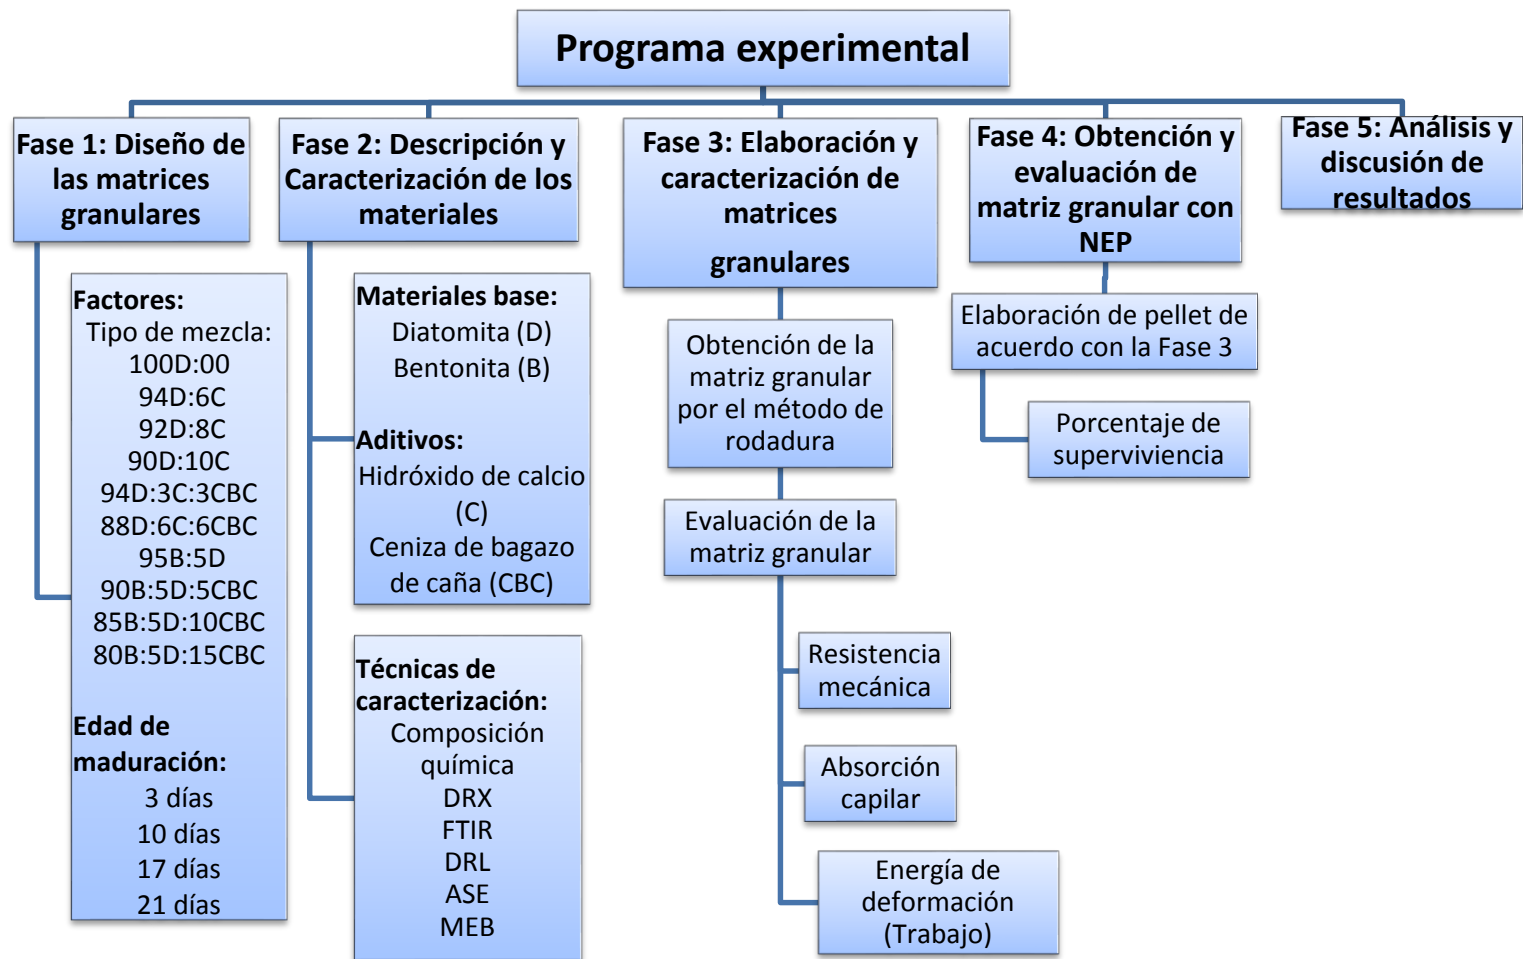 Programa experimental
Fase 1: Diseño de
las matrices
granulares
Factores:
Tipo de mezcla:
100D:00
94D:6C
92D:8C
90D:10C
94D:3C:3CBC
88D:6C:6CBC
95B:5D
90B:5D:5CBC
85B:5D:10CBC
80B:5D:15CBC
Edad de
maduración:
3 días
10 días
17 días
21 días
Fase 2: Descripción y
Caracterización de los
materiales
Materiales base:
Diatomita (D)
Bentonita (B)
Aditivos:
Hidróxido de calcio
(C)
Ceniza de bagazo
de caña (CBC)
Técnicas de
caracterización:
Composición
química
DRX
FTIR
DRL
ASE
MEB
Fase 3: Elaboración y
caracterización de
matrices
granulares
Obtención de la
matriz granular
por el método de
rodadura
Evaluación de la
matriz granular
Resistencia
mecánica
Absorción
capilar
Energía de
deformación
(Trabajo)
Fase 4: Obtención y
evaluación de
matriz granular con
NEP
Elaboración de pellet de
acuerdo con la Fase 3
Porcentaje de
superviviencia
Fase 5: Análisis y
discusión de
resultados